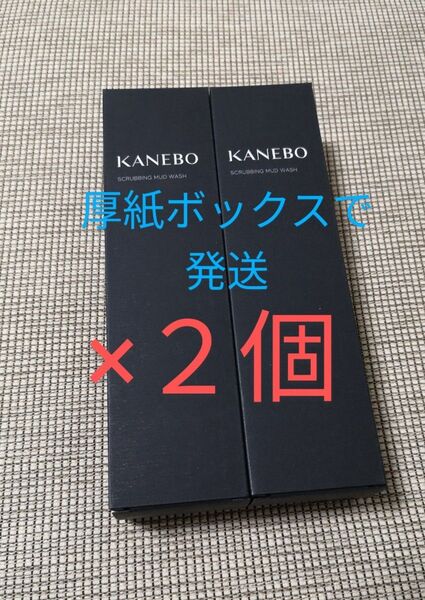 KANEBO
SCRUBBING MUD WASH
KANEBO
SCRUBBING MUD WASH
厚紙ボックスで
発送
×２個